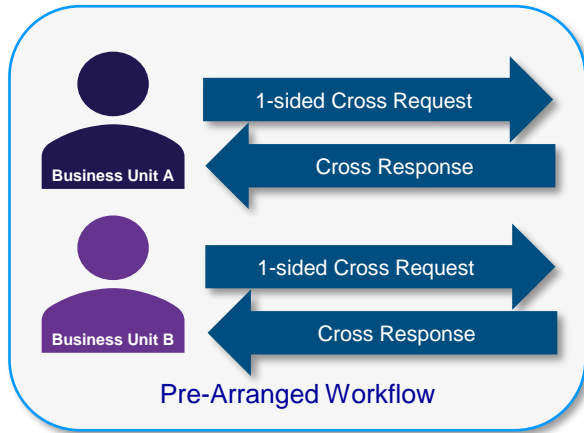 1-sided Cross Request
Cross Response
Business Unit A
1-sided Cross Request
Cross Response
Business Unit B
Pre-Arranged Workflow